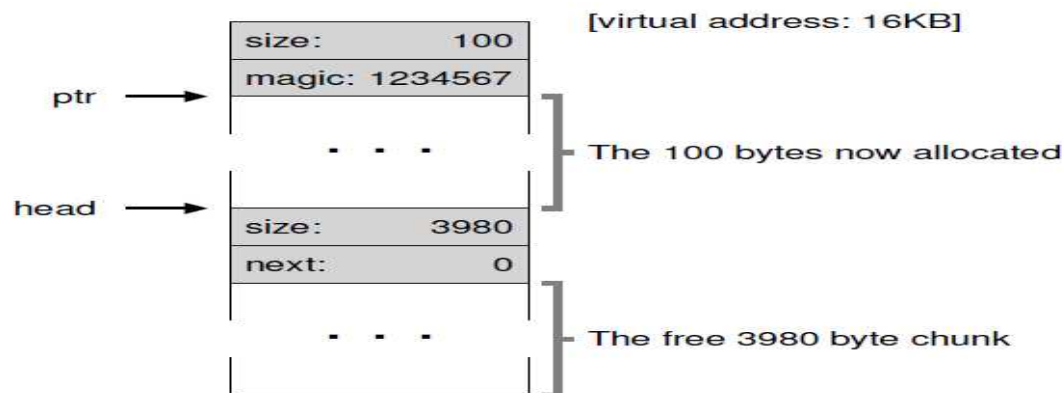 [virtual address: 16KB]
size: 100
magic: 1234567
ptr
The 100 bytes now allocated
head
size: 3980
next: 0
The free 3980 byte chunk